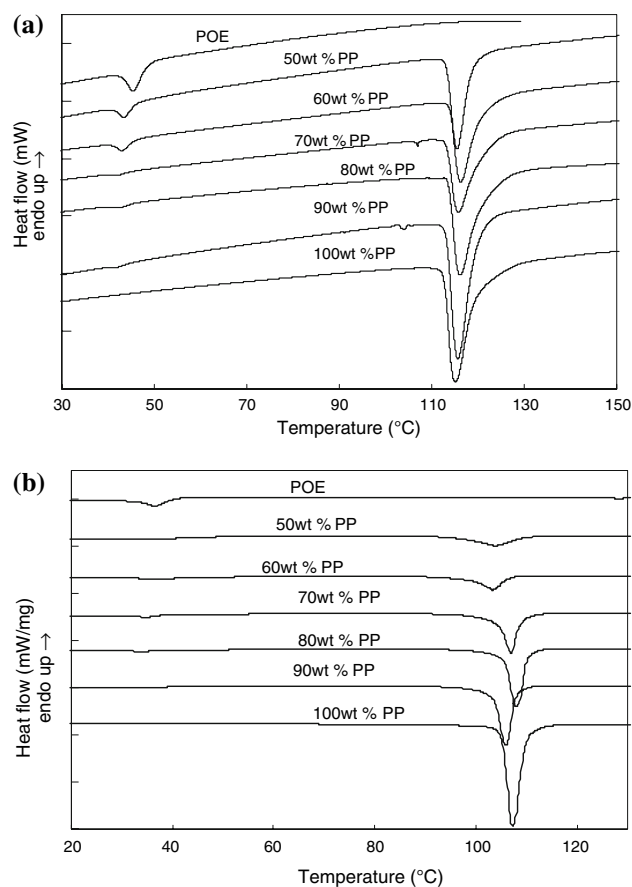 (a)
POE
50wt % PP
60wt % PP
70wt % PP
80wt % PP
90wt % PP
100wt % PP
Heat flow (mW)
endo up →
30 50 70 90 110 130 150
Temperature (°C)
(b)
POE
50wt % PP
60wt % PP
70wt % PP
80wt % PP
90wt % PP
100wt % PP
Heat flow (mW/mg)
endo up →
20 40 60 80 100 120
Temperature (°C)